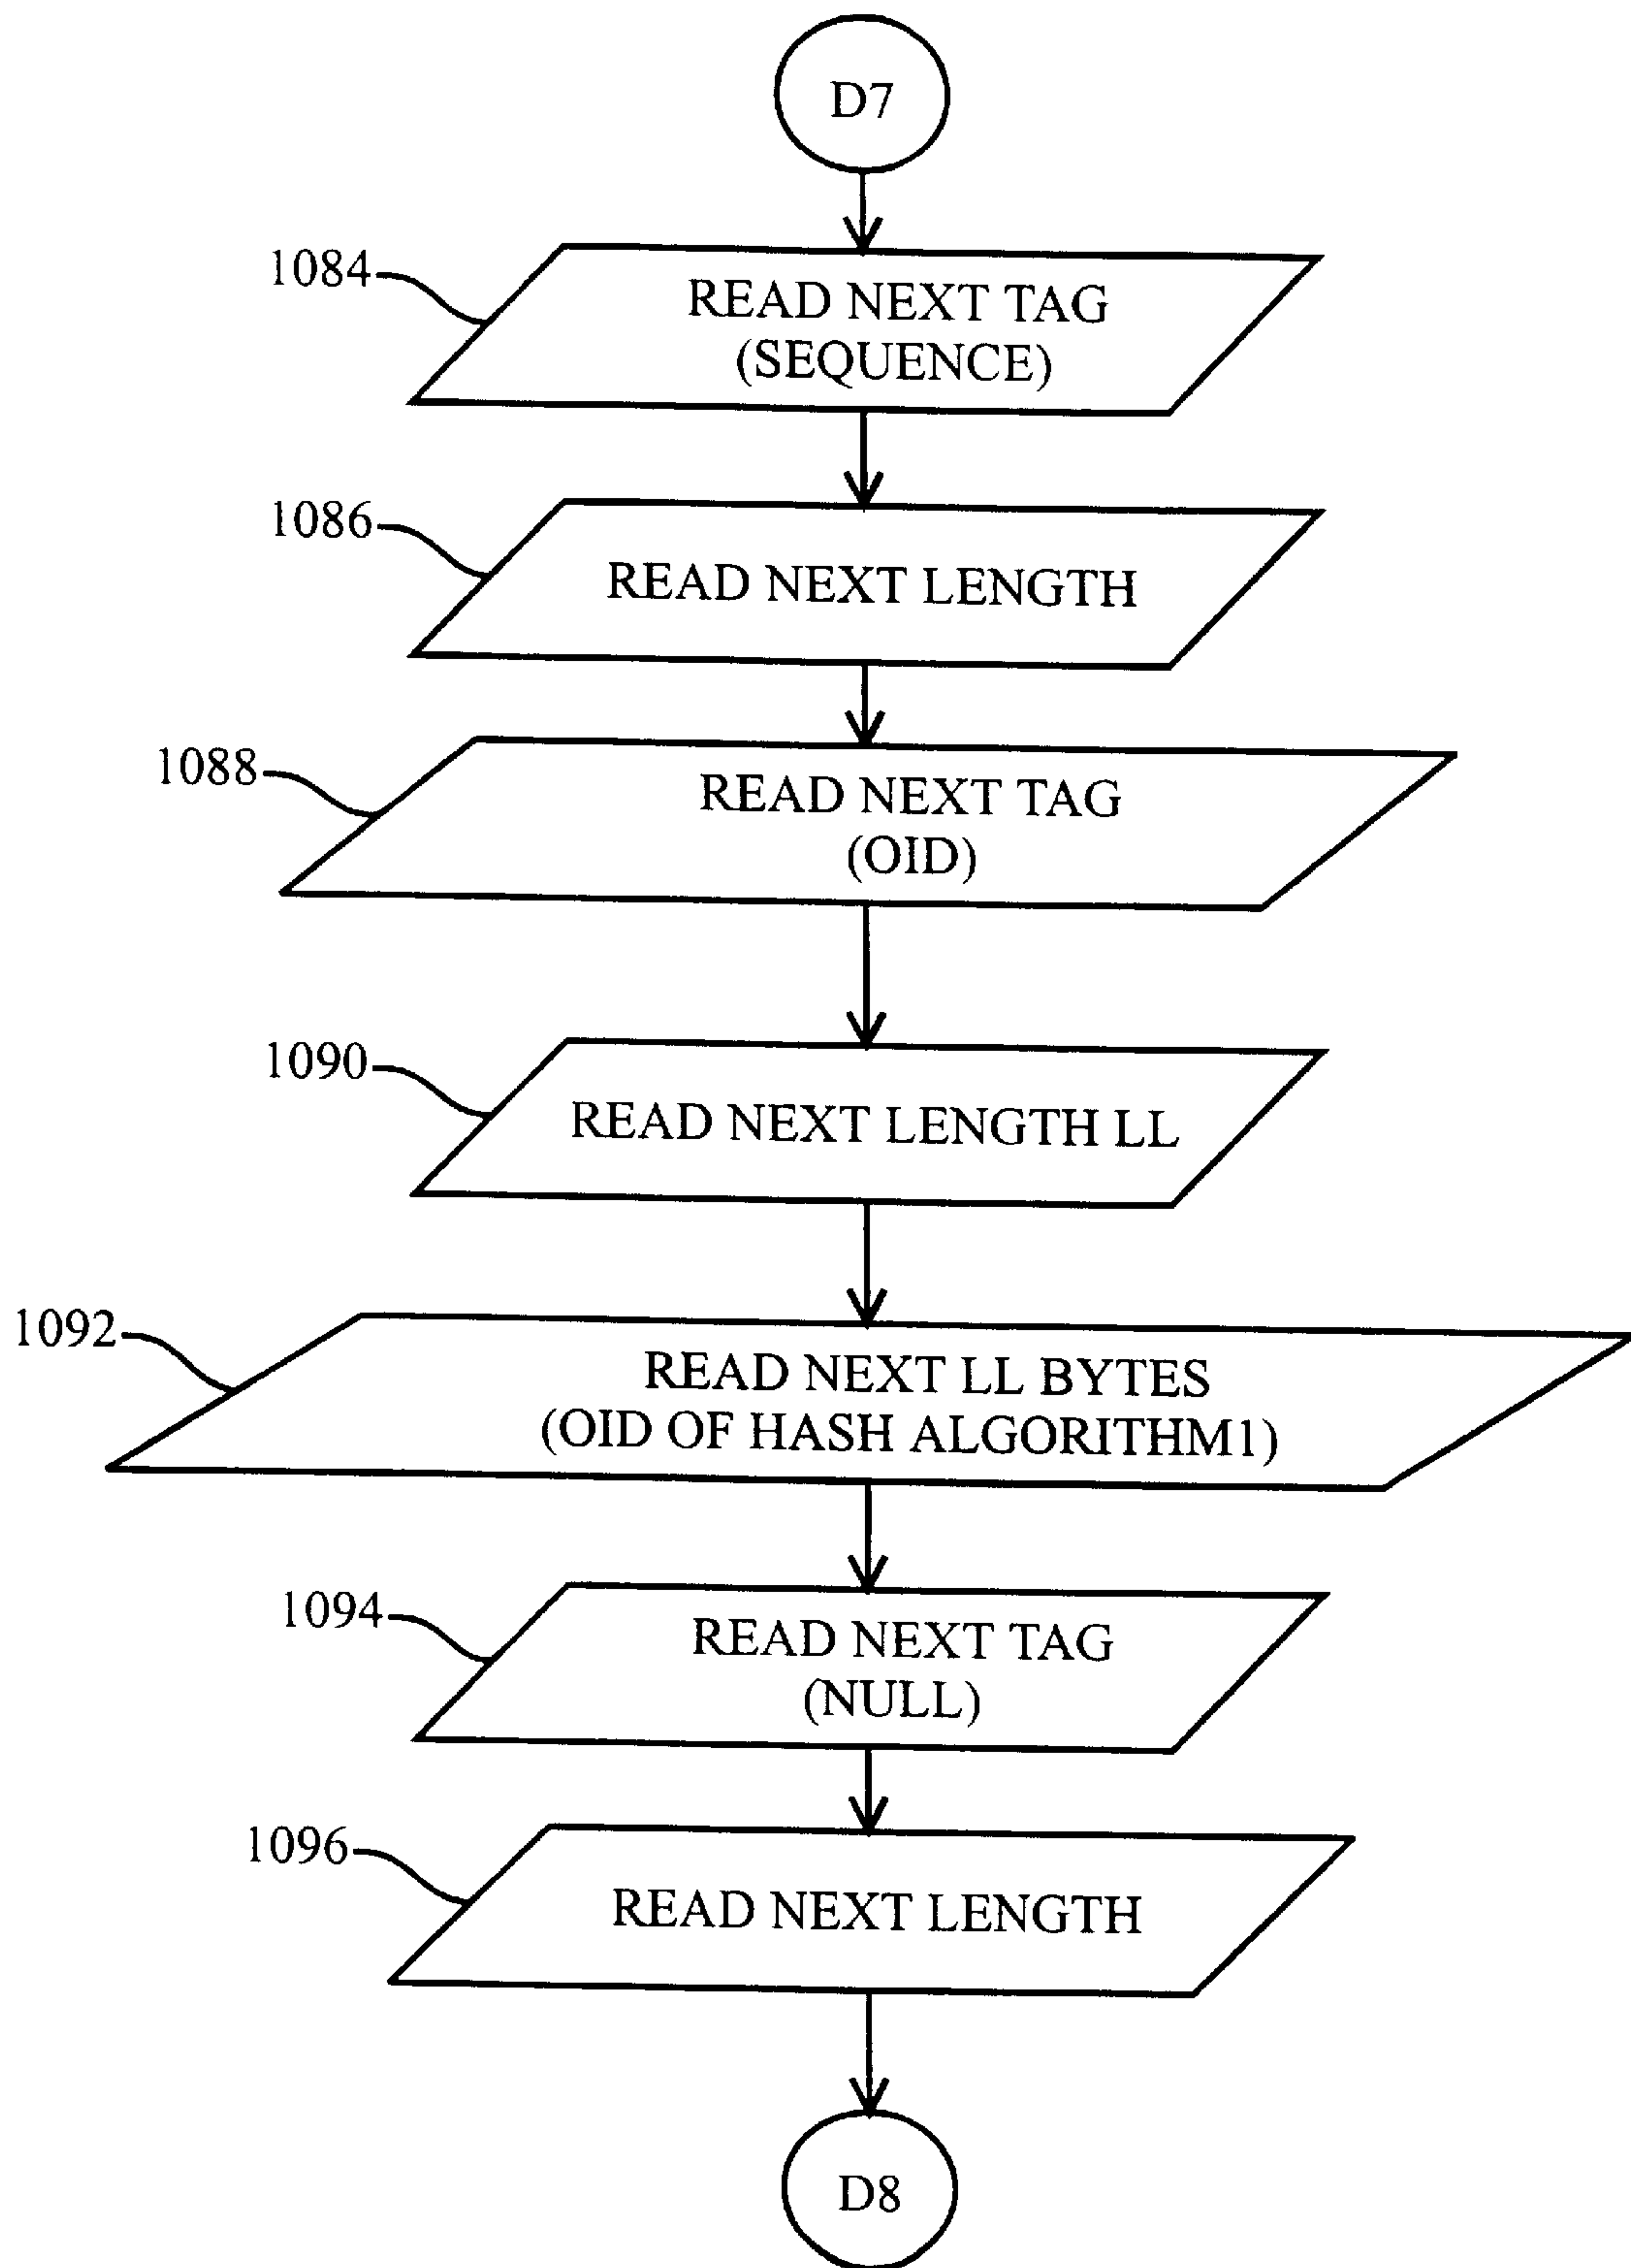 D7
1084
READ NEXT TAG
(SEQUENCE)
1086
READ NEXT LENGTH
1088
READ NEXT TAG
(OID)
1090
READ NEXT LENGTH LL
1092
READ NEXT LL BYTES
(OID OF HASH ALGORITHM1)
1094
READ NEXT TAG
(NULL)
1096
READ NEXT LENGTH
D8